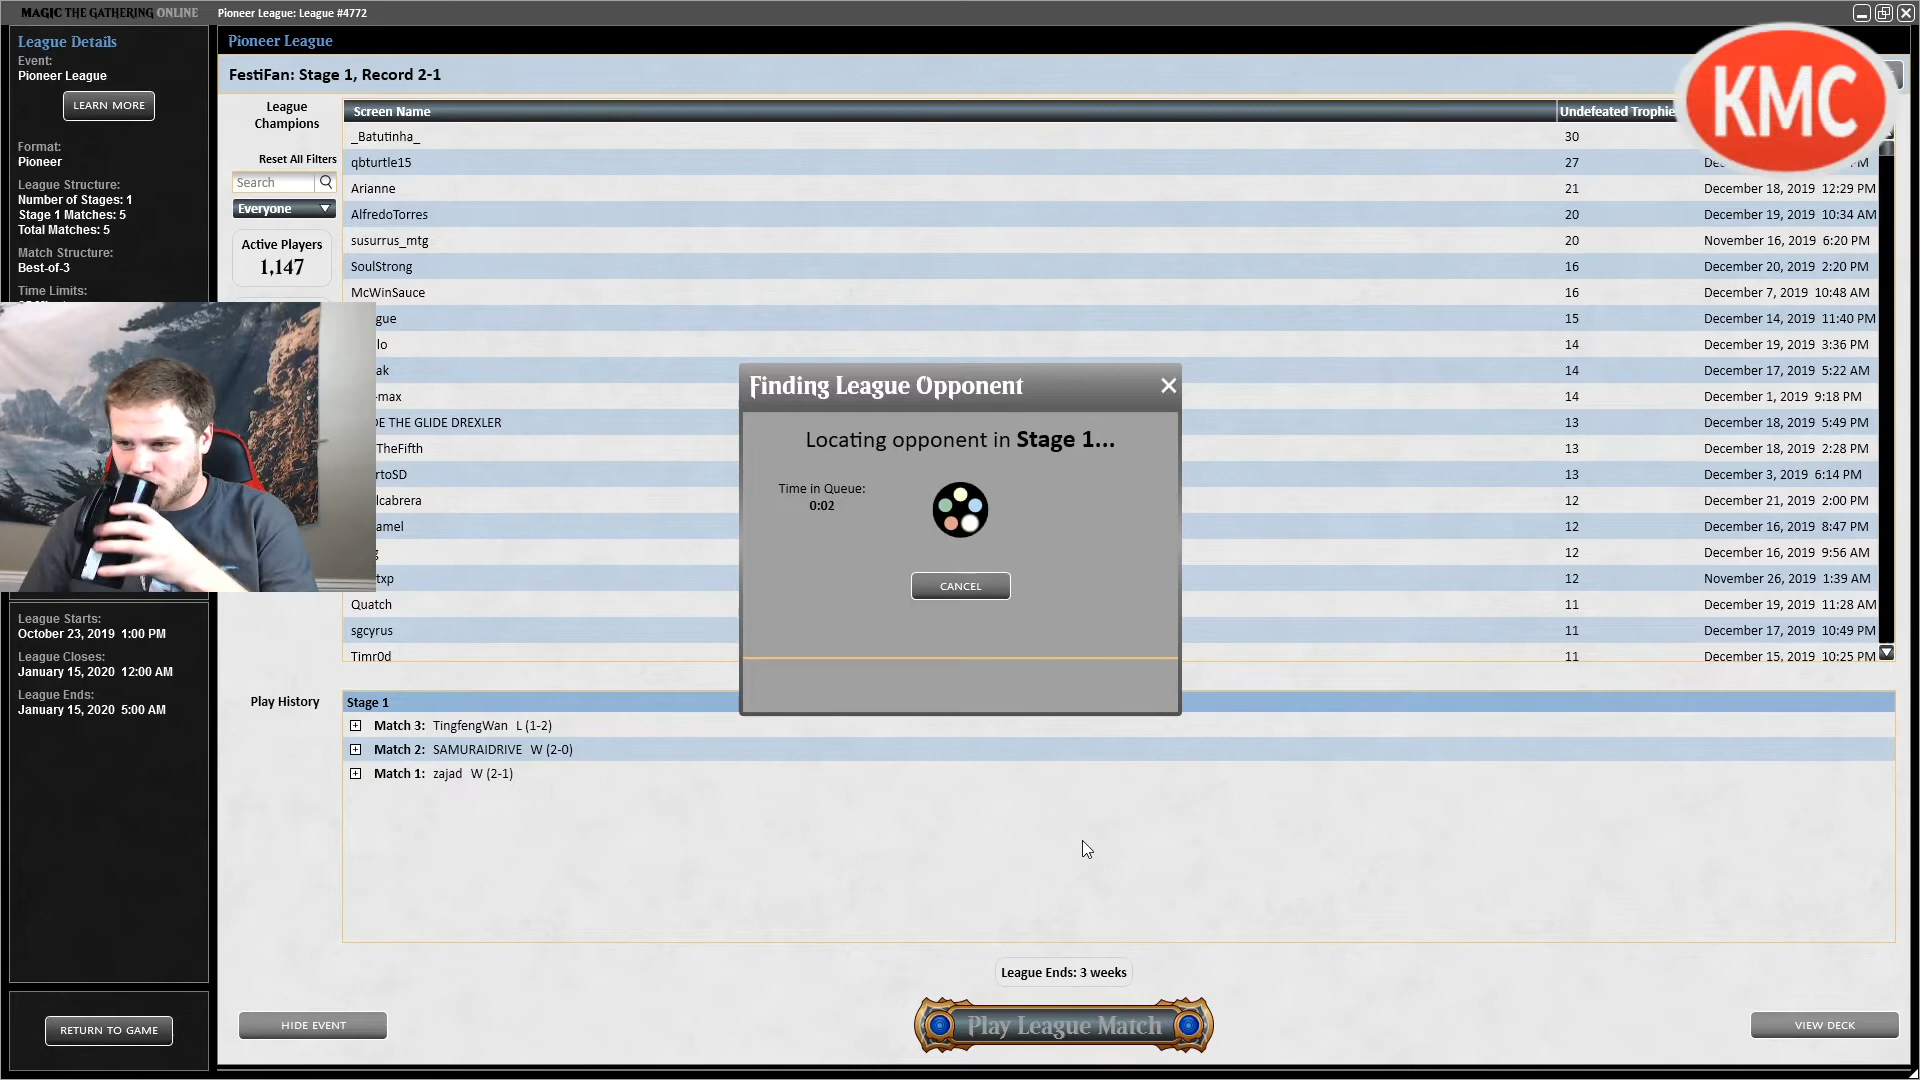 MAGIC THE GATHERING ONLINE
Pioneer League: League #4772
League Details
Event:
Pioneer League
LEARN MORE
Format:
Pioneer
League Structure:
Number of Stages: 1
Stage 1 Matches: 5
Total Matches: 5
Match Structure:
Best-of-3
Time Limits:
League Starts:
October 23, 2019 1:00 PM
League Closes:
January 15, 2020 12:00 AM
League Ends:
January 15, 2020 5:00 AM
RETURN TO GAME
Pioneer League
FestiFan: Stage 1, Record 2-1
KMC
League
Champions
Reset All Filters
Search
Everyone
Active Players
1,147
Screen Name Undefeated Trophie
_Batutinha_ 30
qbturtle15 27 PM
Arianne 21 December 18, 2019 12:29 PM
AlfredoTorres 20 December 19, 2019 10:34 AM
susurrus_mtg 20 November 16, 2019 6:20 PM
SoulStrong 16 December 20, 2019 2:20 PM
McWinSauce 16 December 7, 2019 10:48 AM
gue 15 December 14, 2019 11:40 PM
lo 14 December 19, 2019 3:36 PM
ak 14 December 17, 2019 5:22 AM
-max 14 December 1, 2019 9:18 PM
DE THE GLIDE DREXLER 13 December 18, 2019 5:49 PM
TheFifth 13 December 18, 2019 2:28 PM
rtoSD 13 December 3, 2019 6:14 PM
lcabrera 12 December 21, 2019 2:00 PM
amel 12 December 16, 2019 8:47 PM
12 December 16, 2019 9:56 AM
txp 12 November 26, 2019 1:39 AM
Quatch 11 December 19, 2019 11:28 AM
sgcyrus 11 December 17, 2019 10:49 PM
Timr0d 11 December 15, 2019 10:25 PM
Finding League Opponent
Locating opponent in Stage 1...
Time in Queue:
0:02
CANCEL
Play History
Stage 1
Match 3: TingfengWan L (1-2)
Match 2: SAMURAIDRIVE W (2-0)
Match 1: zajad W (2-1)
League Ends: 3 weeks
HIDE EVENT
Play League Match
VIEW DECK